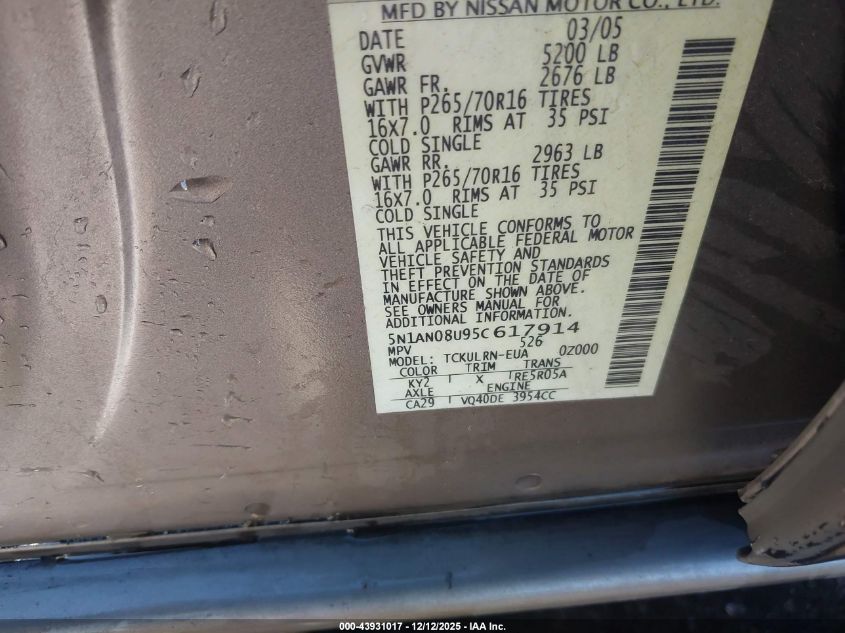 MFD BY NISSAN MOTOR CO., LTD.
DATE 03/05
GVWR 5200 LB
GAWR FR. 2676 LB
WITH P265/70R16 TIRES
16X7.0 RIMS AT 35 PSI
COLD SINGLE
GAWR RR. 2963 LB
WITH P265/70R16 TIRES
16X7.0 RIMS AT 35 PSI
COLD SINGLE
THIS VEHICLE CONFORMS TO
ALL APPLICABLE FEDERAL MOTOR
VEHICLE SAFETY AND
THEFT PREVENTION STANDARDS
IN EFFECT ON THE DATE OF
MANUFACTURE SHOWN ABOVE.
SEE OWNERS MANUAL FOR
ADDITIONAL INFORMATION.
5N1AN08U95C617914
MPV 526
MODEL: TCKULRN-EUA 0Z000
COLOR TRIM TRANS
KY2 X RE5R05A
AXLE ENGINE
CA29 VQ40DE 3954CC
000-43931017 - 12/12/2025 - IAA Inc.